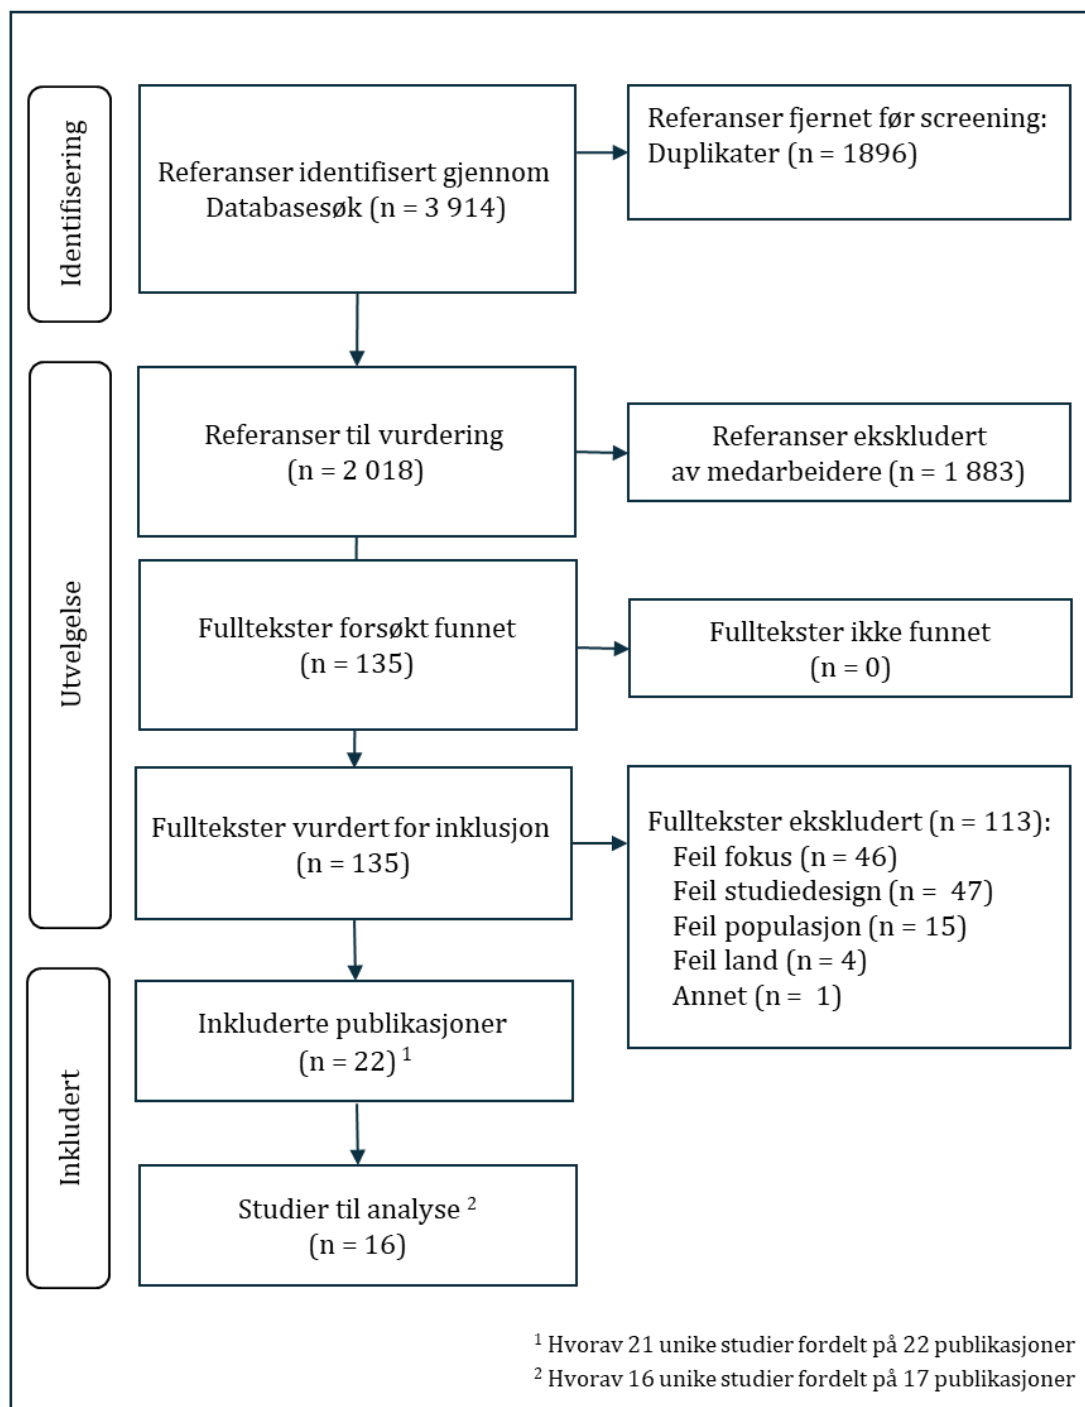 Identifisering
Referanser identifisert gjennom
Databasesøk (n = 3 914)
Referanser fjernet før screening:
Duplikater (n = 1896)
Utvelgelse
Referanser til vurdering
(n = 2 018)
Referanser ekskludert
av medarbeidere (n = 1 883)
Fulltekster forsøkt funnet
(n = 135)
Fulltekster ikke funnet
(n = 0)
Fulltekster vurdert for inklusjon
(n = 135)
Fulltekster ekskludert (n = 113):
Feil fokus (n = 46)
Feil studiedesign (n =  47)
Feil populasjon (n = 15)
Feil land (n = 4)
Annet (n =  1)
Inkludert
Inkluderte publikasjoner
(n = 22) 1
Studier til analyse 2
(n = 16)
1 Hvorav 21 unike studier fordelt på 22 publikasjoner
2 Hvorav 16 unike studier fordelt på 17 publikasjoner